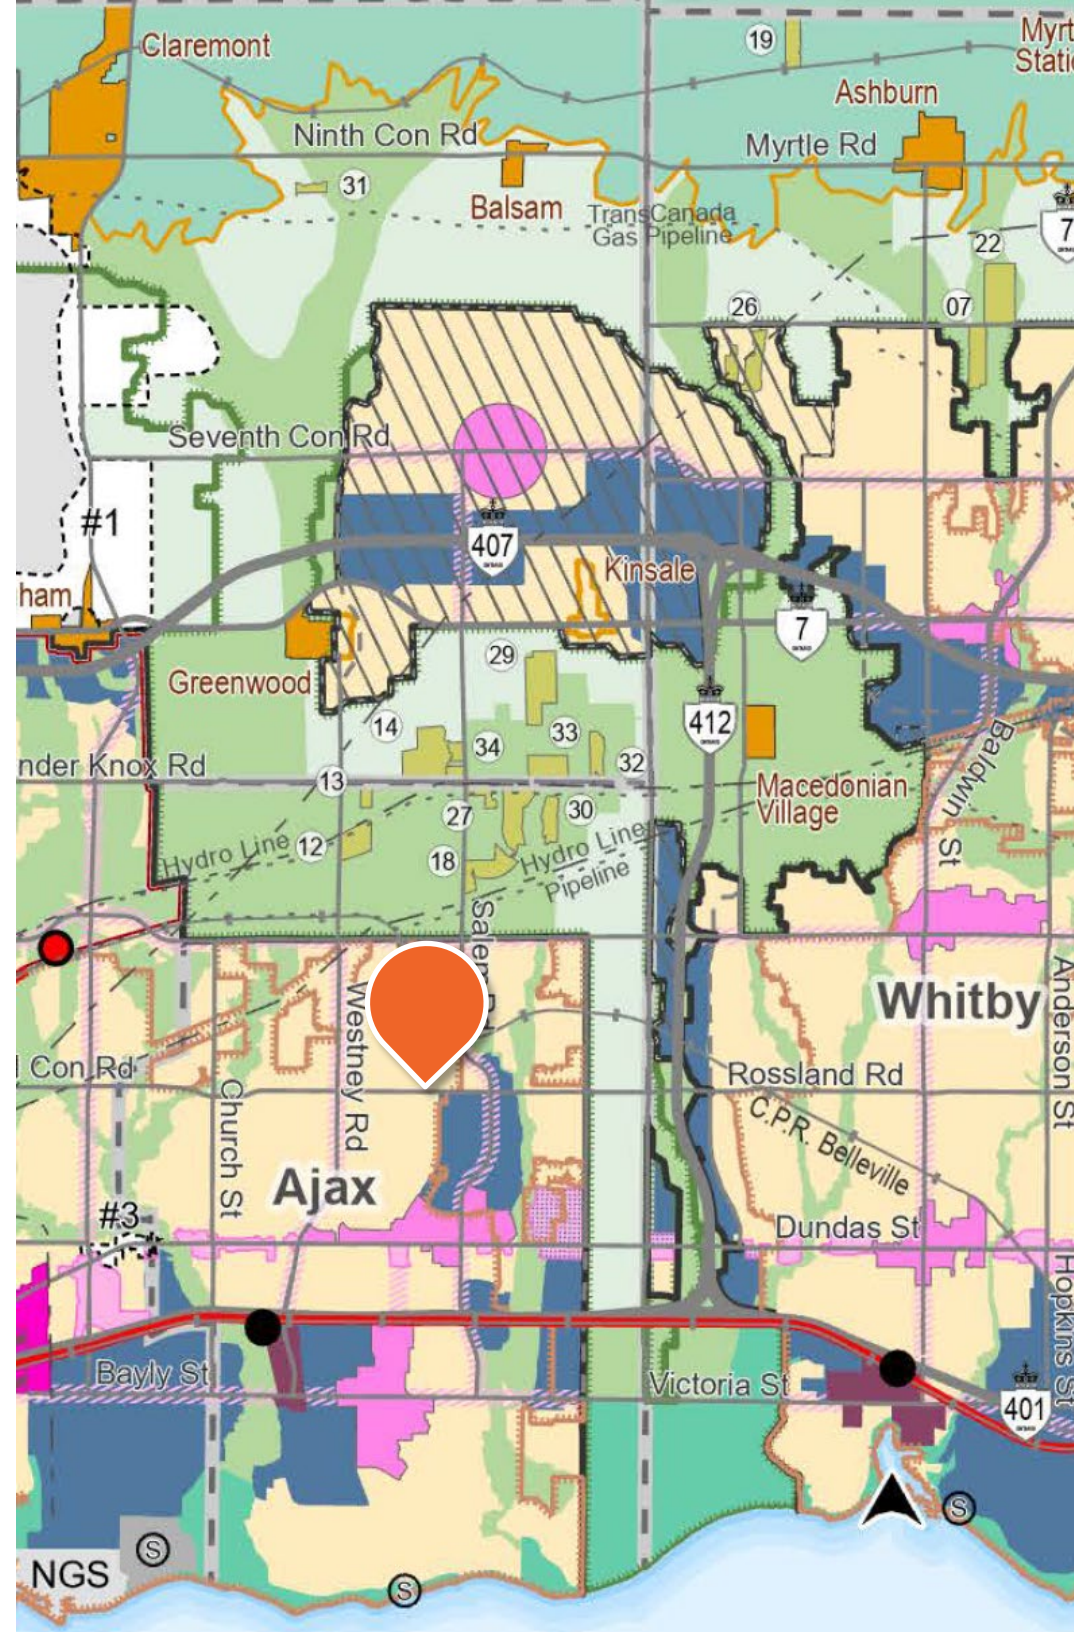 Claremont
19
Ashburn
Ninth Con Rd
Myrtle Rd
31
Balsam
TransCanada
Gas Pipeline
7
22
26
07
Seventh Con Rd
#1
407
Kinsale
7
Greenwood
29
14
412
34
33
32
13
Macedonian
Village
Baldwin St
27
30
Hydro Line
12
18
Hydro Line
Pipeline
Salem
Whitby
Westney Rd
Anderson St
Con Rd
Rossland Rd
Church St
C.P.R. Belleville
Ajax
#3
Dundas St
Hopkins St
Bayly St
Victoria St
401
S
S
S
NGS